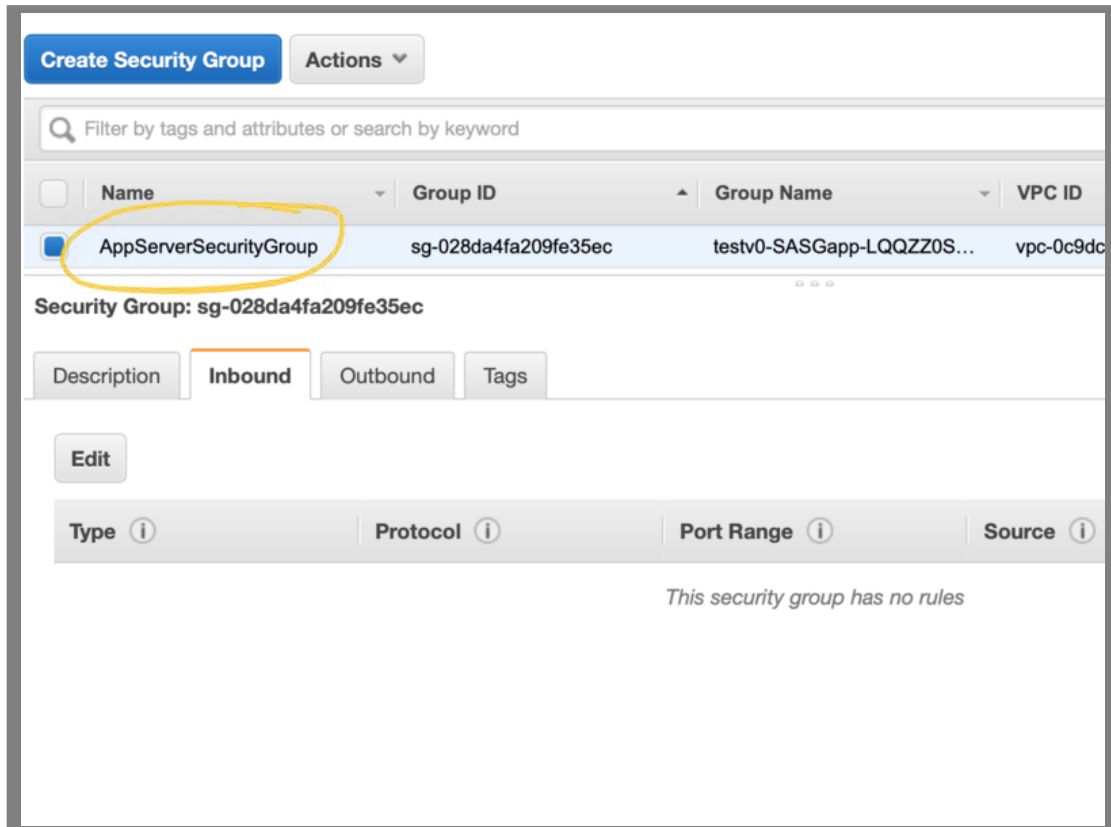 Create Security Group Actions
Filter by tags and attributes or search by keyword
Name Group ID Group Name VPC ID
AppServerSecurityGroup sg-028da4fa209fe35ec testv0-SASGapp-LQQZZ0S... vpc-0c9dc
Security Group: sg-028da4fa209fe35ec
Description Inbound Outbound Tags
Edit
Type i Protocol i Port Range i Source i
This security group has no rules